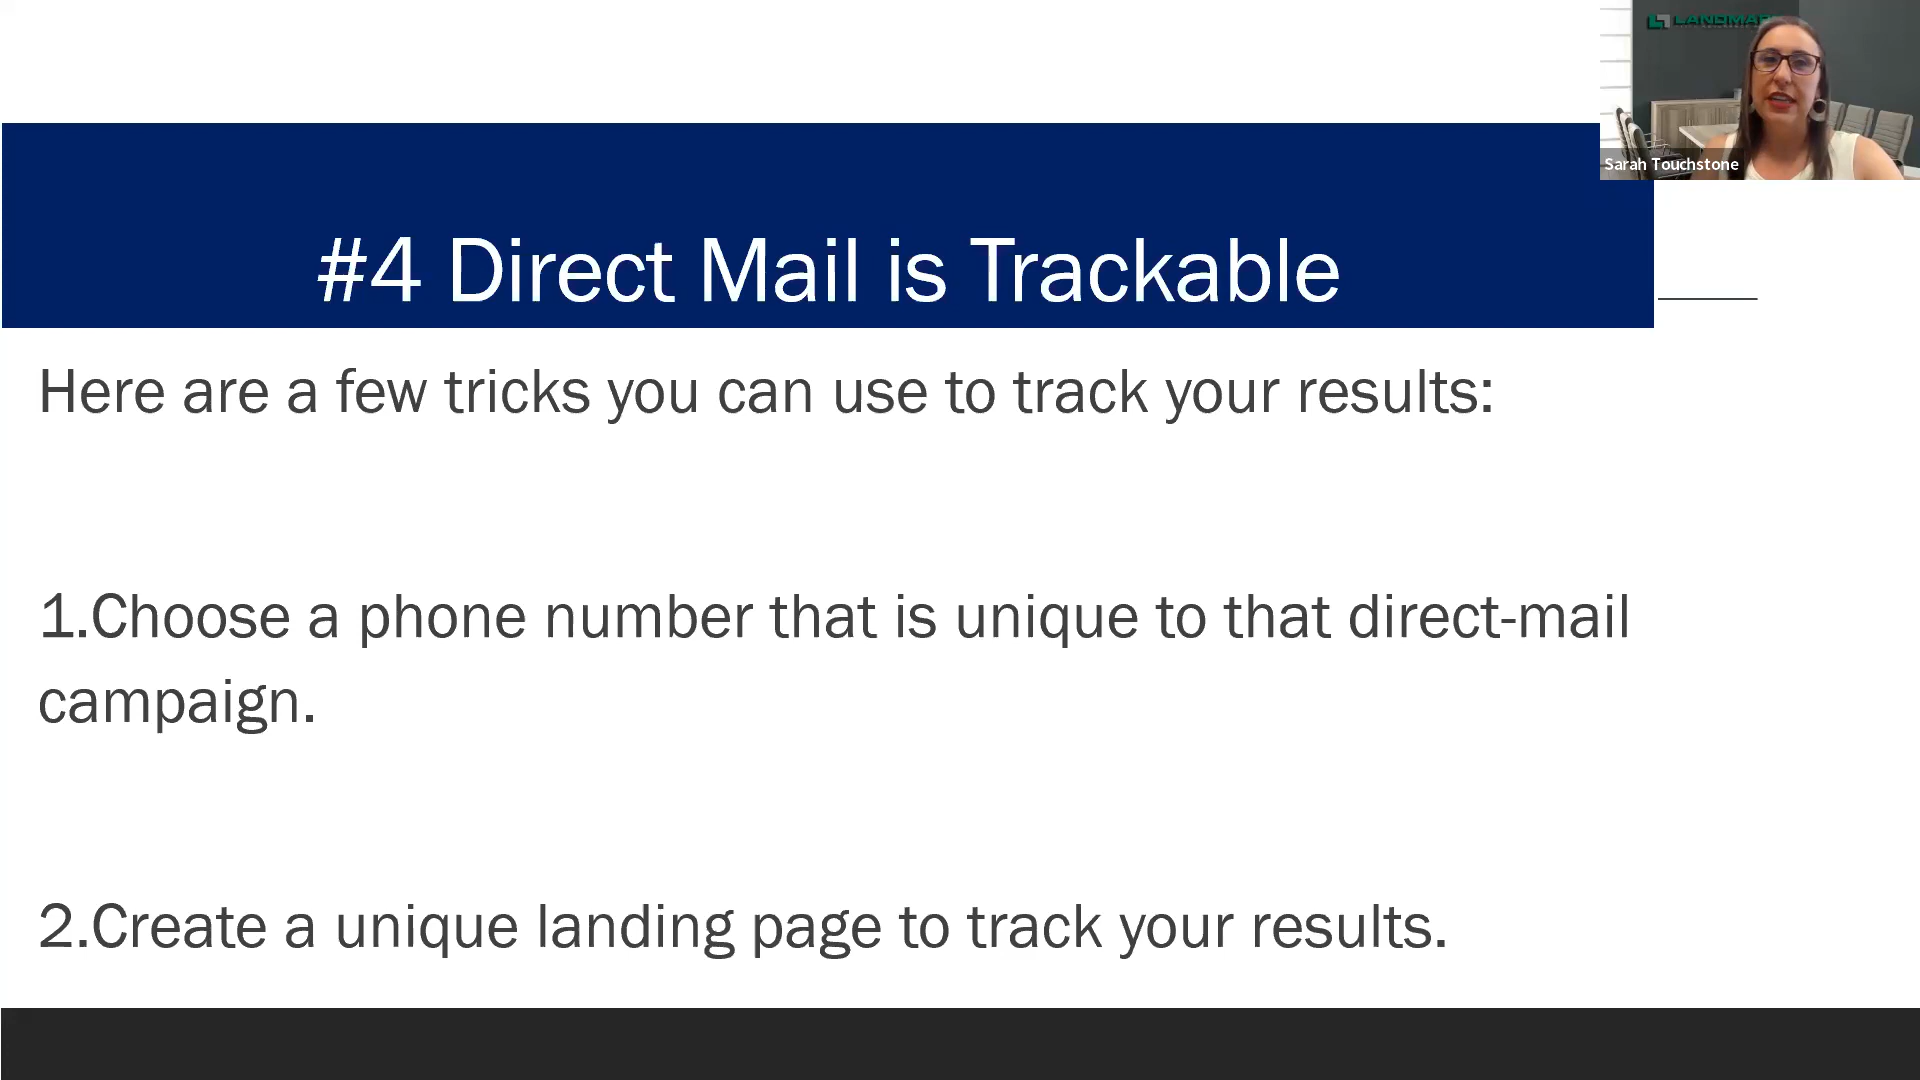 Sarah Touchstone
#4 Direct Mail is Trackable
Here are a few tricks you can use to track your results:
1.Choose a phone number that is unique to that direct-mail
campaign.
2.Create a unique landing page to track your results.